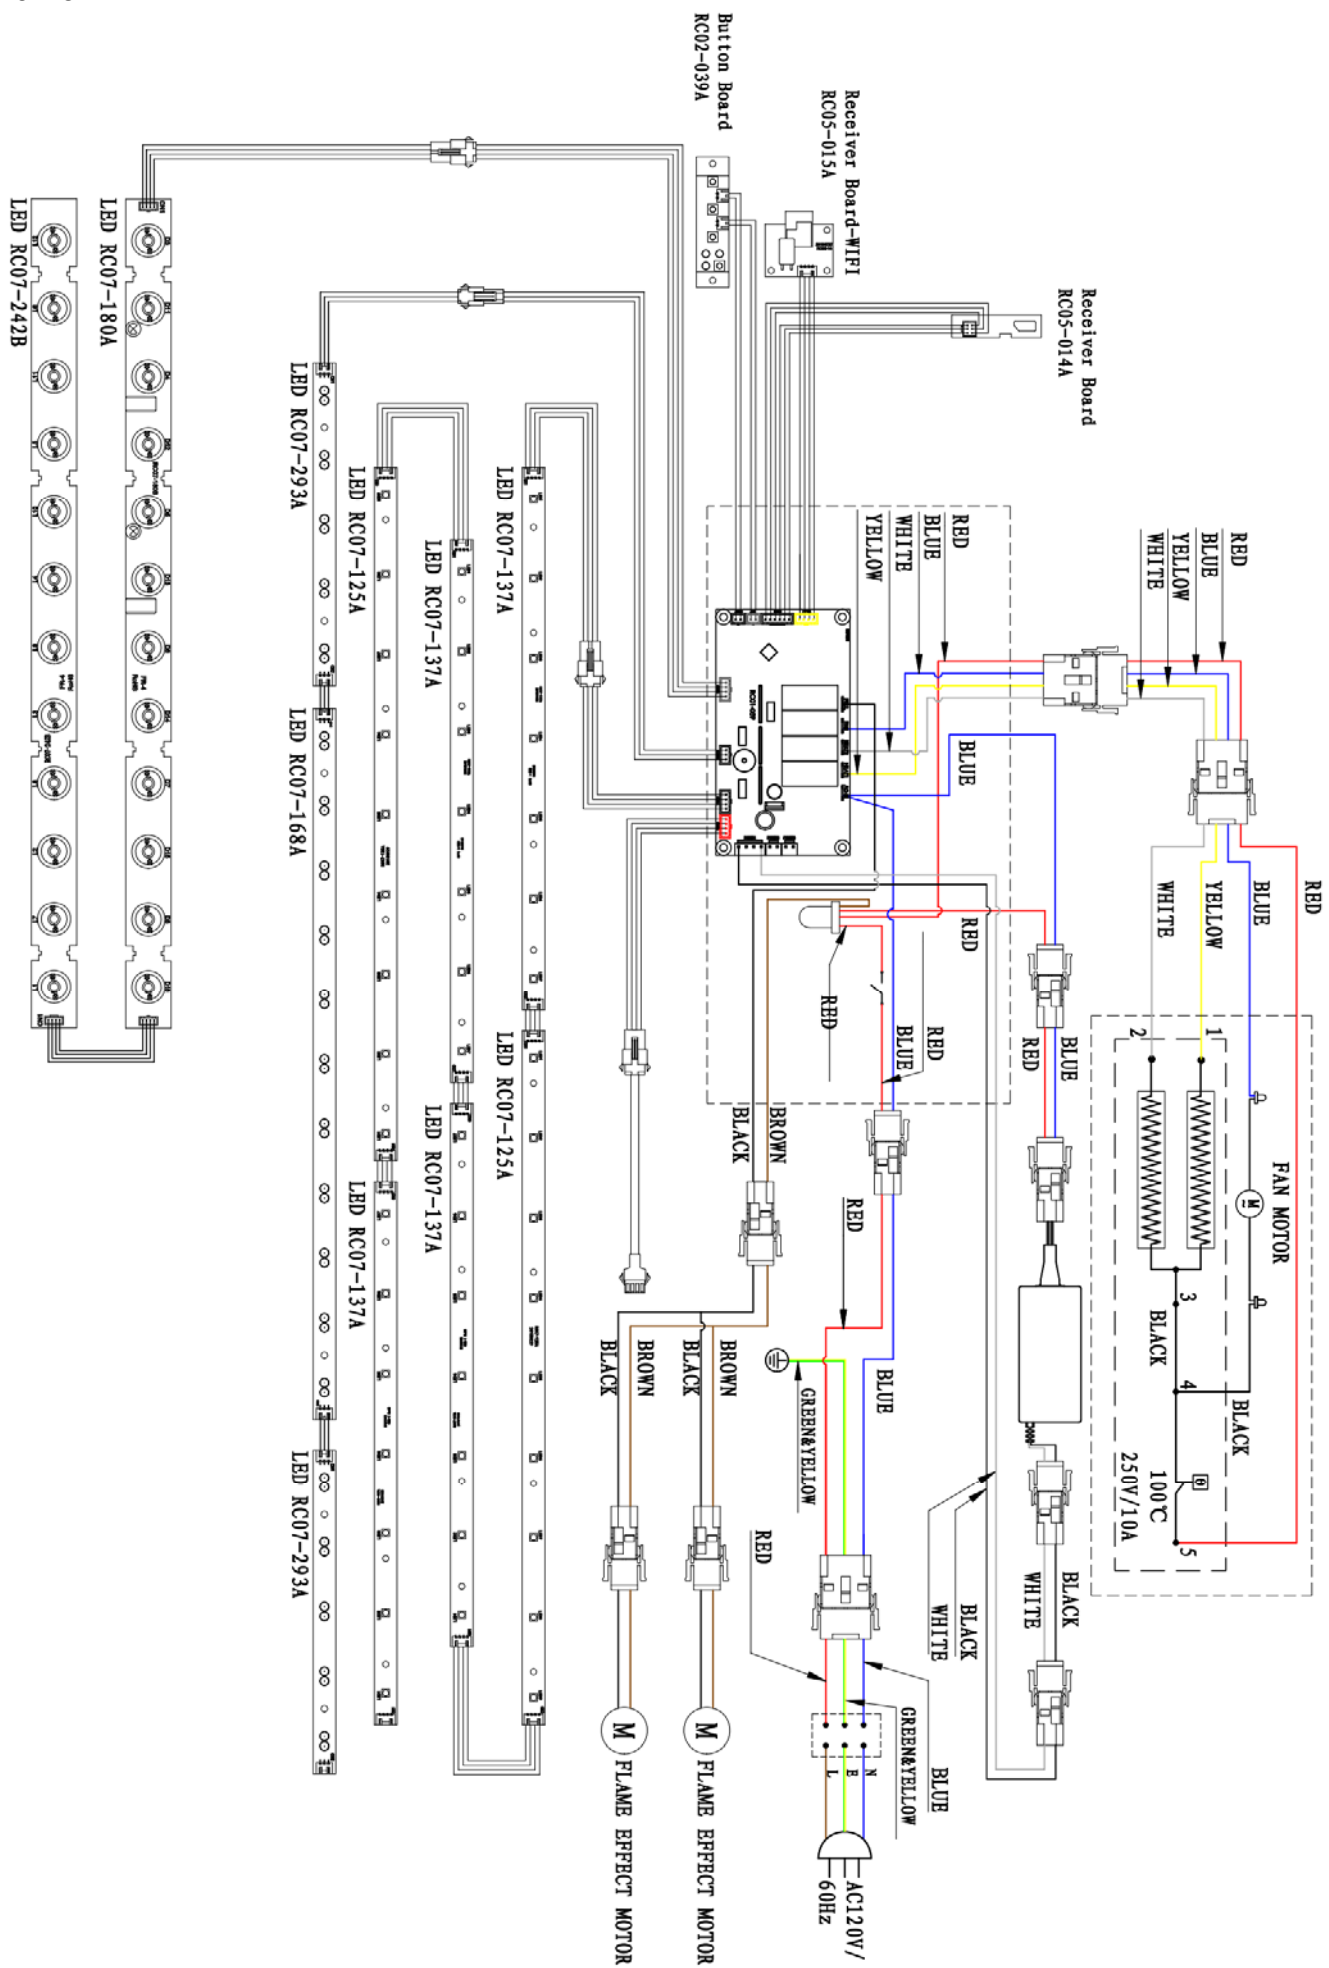 Button Board
RC02-039A
Receiver Board-WIFI
RC05-015A
Receiver Board
RC05-014A
LED RC07-242B
LED RC07-180A
LED RC07-293A
LED RC07-125A
LED RC07-137A
LED RC07-137A
LED RC07-168A
LED RC07-137A
LED RC07-137A
LED RC07-125A
LED RC07-293A
RED
BLUE
WHITE
YELLOW
RED
BLUE
YELLOW
WHITE
BLUE
RED
BLUE
YELLOW
WHITE
RED
RED
RED
BLUE
BLUE
RED
BROWN
BLACK
RED
BLUE
GREEN&YELLOW
BROWN
BLACK
BROWN
BLACK
FAN MOTOR
M
1
2
3
4
5
BLACK
BLACK
100℃
250V/10A
θ
BLACK
WHITE
BLACK
WHITE
RED
BLUE
GREEN&YELLOW
L
E
N
AC120V/
60Hz
M
FLAME EFFECT MOTOR
M
FLAME EFFECT MOTOR